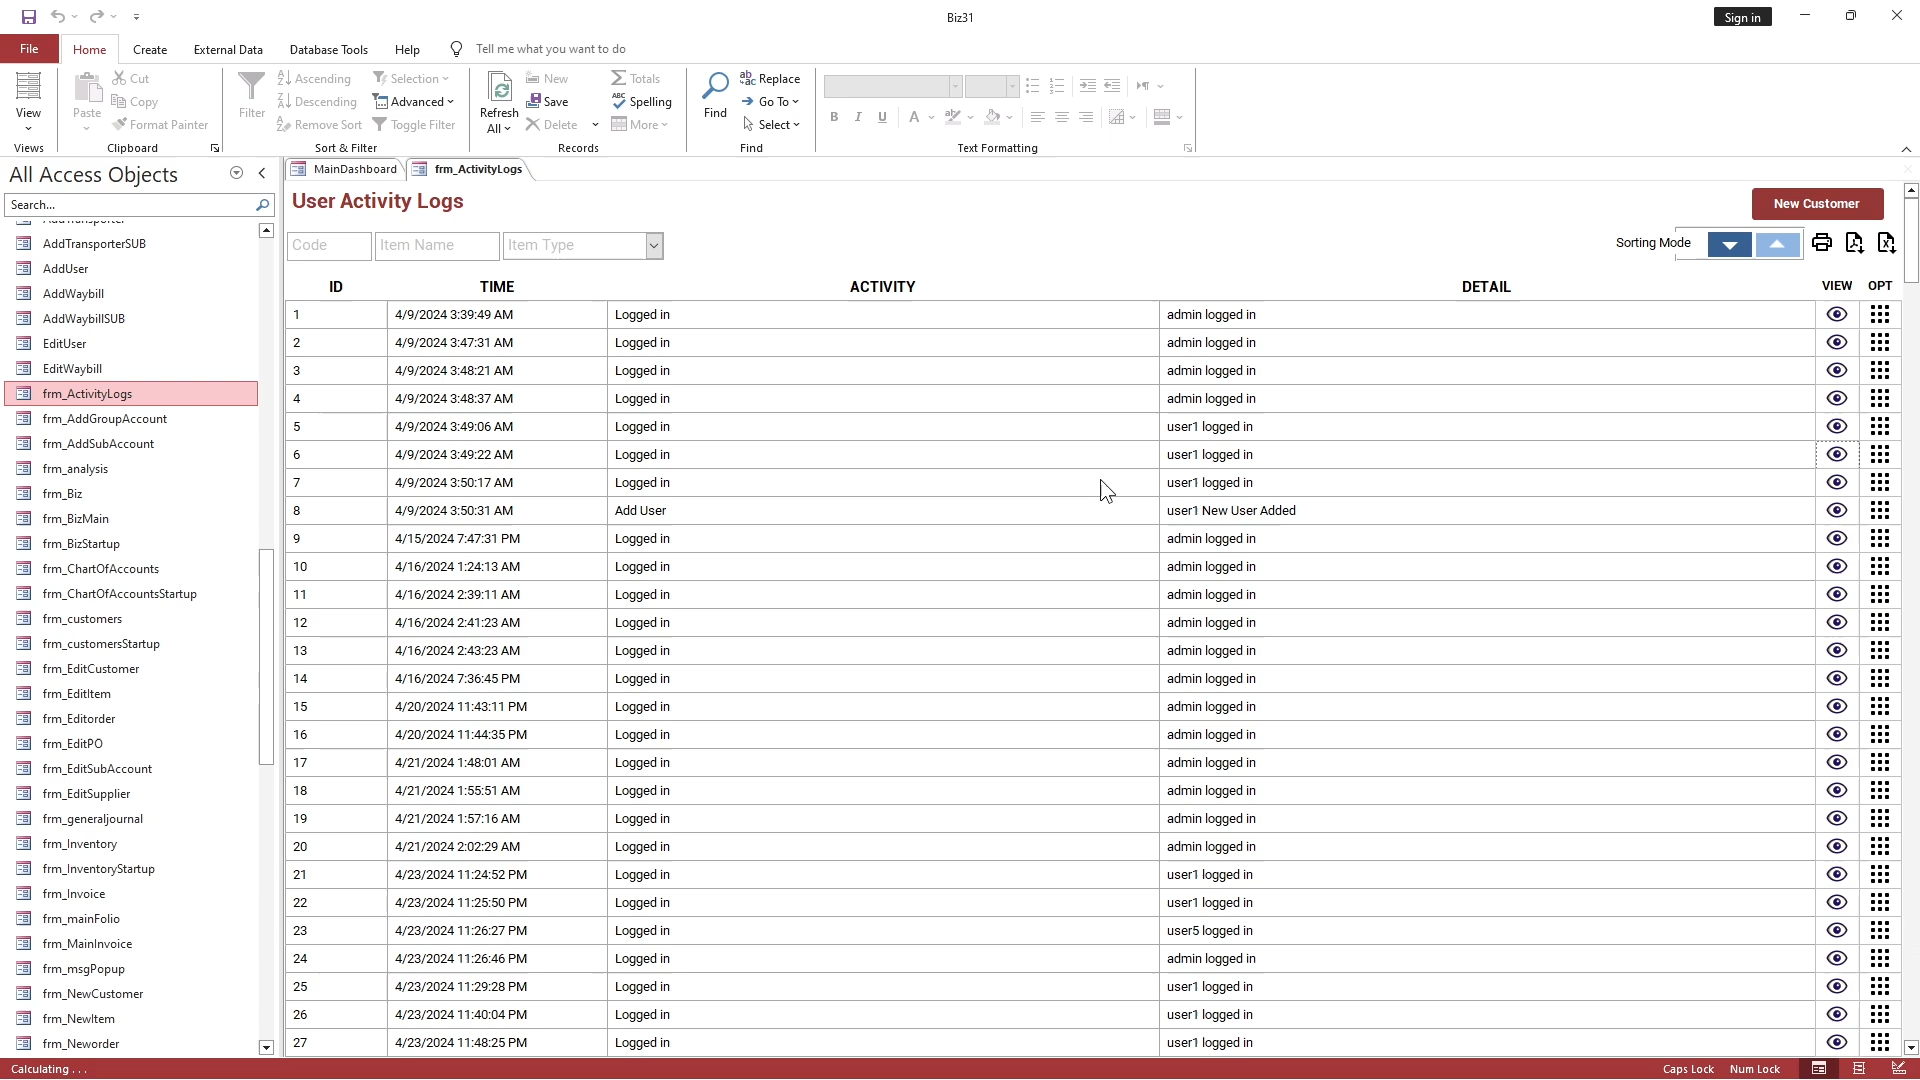 Biz31
Sign in
File
Home
Create
External Data
Database Tools
Help
Tell me what you want to do
View
Views
Paste
Cut
Copy
Format Painter
Clipboard
Filter
Ascending
Descending
Remove Sort
Selection
Advanced
Toggle Filter
Sort & Filter
Refresh
All
New
Save
Delete
Totals
Spelling
More
Records
Find
Replace
Go To
Select
Find
B I U
Text Formatting
All Access Objects
Search...
AddTransporter
AddTransporterSUB
AddUser
AddWaybill
AddWaybillSUB
EditUser
EditWaybill
frm_ActivityLogs
frm_AddGroupAccount
frm_AddSubAccount
frm_analysis
frm_Biz
frm_BizMain
frm_BizStartup
frm_ChartOfAccounts
frm_ChartOfAccountsStartup
frm_customers
frm_customersStartup
frm_EditCustomer
frm_EditItem
frm_Editorder
frm_EditPO
frm_EditSubAccount
frm_EditSupplier
frm_generaljournal
frm_Inventory
frm_InventoryStartup
frm_Invoice
frm_mainFolio
frm_MainInvoice
frm_msgPopup
frm_NewCustomer
frm_NewItem
frm_Neworder
MainDashboard
frm_ActivityLogs
User Activity Logs
New Customer
Code
Item Name
Item Type
Sorting Mode
ID TIME ACTIVITY DETAIL VIEW OPT
1 4/9/2024 3:39:49 AM Logged in admin logged in
2 4/9/2024 3:47:31 AM Logged in admin logged in
3 4/9/2024 3:48:21 AM Logged in admin logged in
4 4/9/2024 3:48:37 AM Logged in admin logged in
5 4/9/2024 3:49:06 AM Logged in user1 logged in
6 4/9/2024 3:49:22 AM Logged in user1 logged in
7 4/9/2024 3:50:17 AM Logged in user1 logged in
8 4/9/2024 3:50:31 AM Add User user1 New User Added
9 4/15/2024 7:47:31 PM Logged in admin logged in
10 4/16/2024 1:24:13 AM Logged in admin logged in
11 4/16/2024 2:39:11 AM Logged in admin logged in
12 4/16/2024 2:41:23 AM Logged in admin logged in
13 4/16/2024 2:43:23 AM Logged in admin logged in
14 4/16/2024 7:36:45 PM Logged in admin logged in
15 4/20/2024 11:43:11 PM Logged in admin logged in
16 4/20/2024 11:44:35 PM Logged in admin logged in
17 4/21/2024 1:48:01 AM Logged in admin logged in
18 4/21/2024 1:55:51 AM Logged in admin logged in
19 4/21/2024 1:57:16 AM Logged in admin logged in
20 4/21/2024 2:02:29 AM Logged in admin logged in
21 4/23/2024 11:24:52 PM Logged in user1 logged in
22 4/23/2024 11:25:50 PM Logged in user1 logged in
23 4/23/2024 11:26:27 PM Logged in user5 logged in
24 4/23/2024 11:26:46 PM Logged in admin logged in
25 4/23/2024 11:29:28 PM Logged in user1 logged in
26 4/23/2024 11:40:04 PM Logged in user1 logged in
27 4/23/2024 11:48:25 PM Logged in user1 logged in
Calculating . . .
Caps Lock
Num Lock